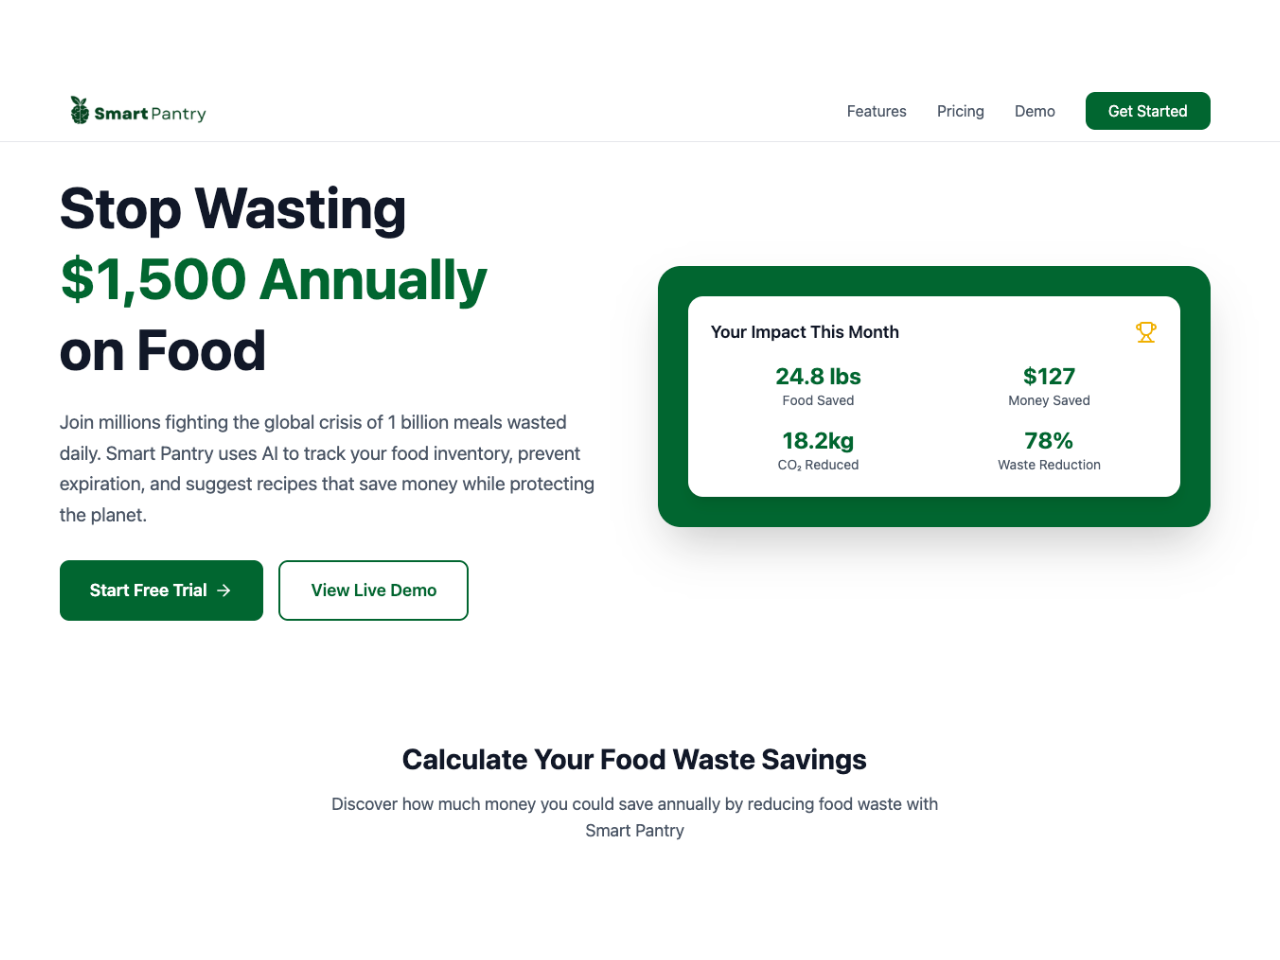 Smart Pantry
Features
Pricing
Demo
Get Started
Stop Wasting
$1,500 Annually
on Food
Join millions fighting the global crisis of 1 billion meals wasted
daily. Smart Pantry uses AI to track your food inventory, prevent
expiration, and suggest recipes that save money while protecting
the planet.
Start Free Trial →
View Live Demo
Your Impact This Month
24.8 lbs
Food Saved
$127
Money Saved
18.2kg
CO₂ Reduced
78%
Waste Reduction
Calculate Your Food Waste Savings
Discover how much money you could save annually by reducing food waste with
Smart Pantry